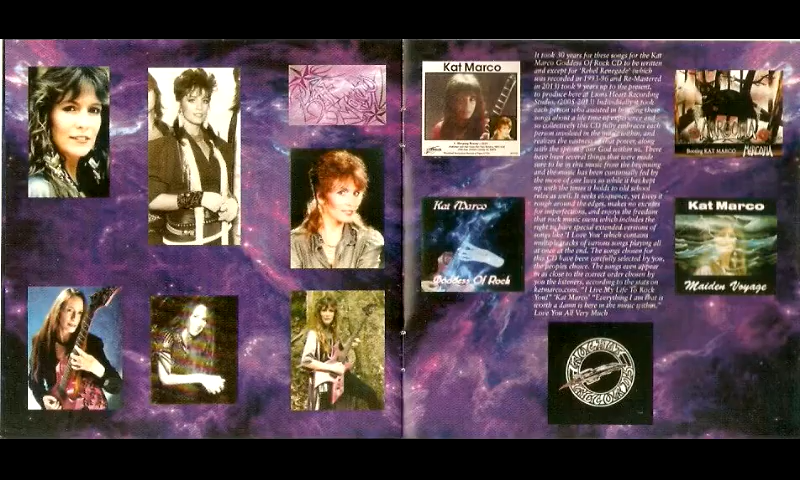 Kat Marco
Kat Marco
Goddess Of Rock
It took 30 years for these songs for the Kat
Marco Goddess Of Rock CD to be written
and except for 'Rebel Renegade' (which
was recorded in 1993-96 and Re-Mastered
in 2013) took 9 years up to the present,
to produce here at Lions Heart Recording
Studio. (2005-2013) Individually it took
each person who assisted in bringing these
songs about a life time of experience and
so collectively this CD fully embraces each
person involved in the music within, and
realizes the vastness of that power, along
with the option of our God within us. There
have been several things that were made
sure to be in this music from the beginning
and the music has been continually fed by
the muse of our lives so while it has kept
up with the times it holds to old school
rules as well. It seeks eloquence, yet loves it
rough around the edges, makes no excuses
for imperfections, and enjoys the freedom
that rock music owns which includes the
right to have special extended versions of
songs like 'I Love You' which contains
multiple tracks of various songs playing all
at once at the end. The songs chosen for
this CD have been carefully selected by you,
the peoples choice. The songs even appear
in as close to the correct order chosen by
you the listeners, according to the stats on
katmarco.com. "I Live My Life To Rock
You!" "Kat Marco" "Everything I am that is
worth a damn is here in the music within."
Love You All Very Much
Starring KAT MARCO
Kat Marco
Maiden Voyage